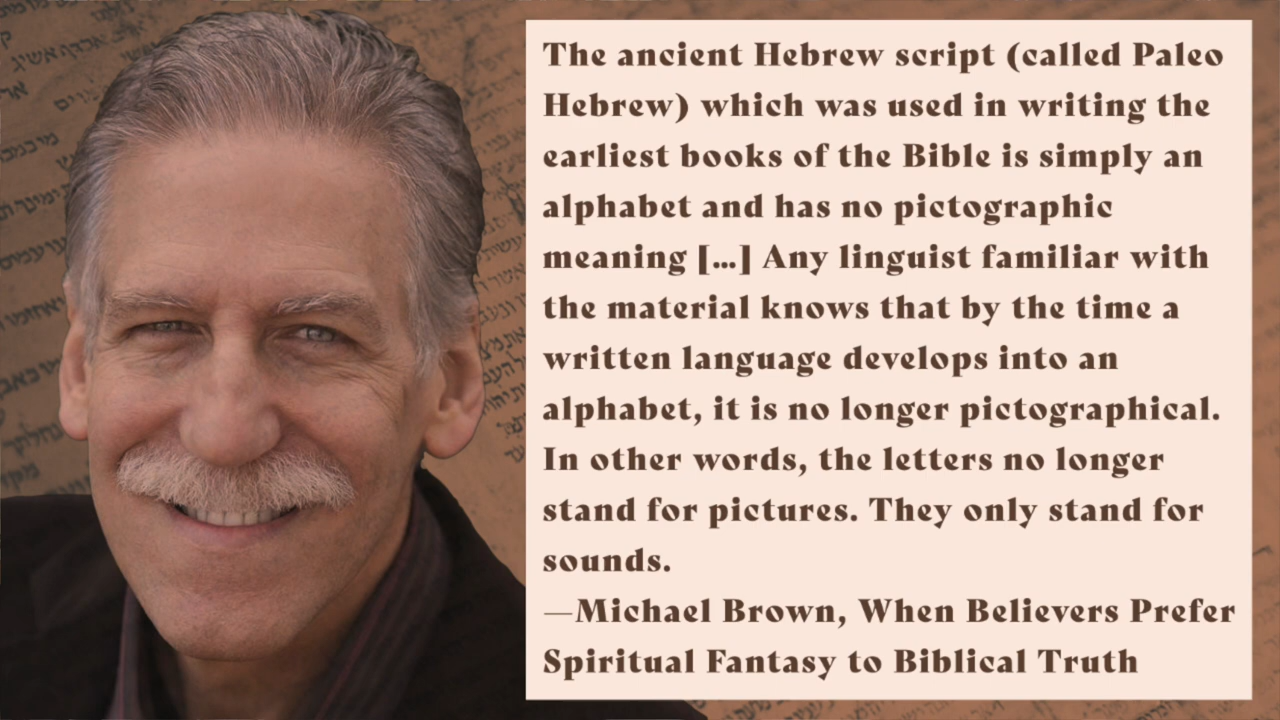 The ancient Hebrew script (called Paleo
Hebrew) which was used in writing the
earliest books of the Bible is simply an
alphabet and has no pictographic
meaning [...] Any linguist familiar with
the material knows that by the time a
written language develops into an
alphabet, it is no longer pictographical.
In other words, the letters no longer
stand for pictures. They only stand for
sounds.
—Michael Brown, When Believers Prefer
Spiritual Fantasy to Biblical Truth